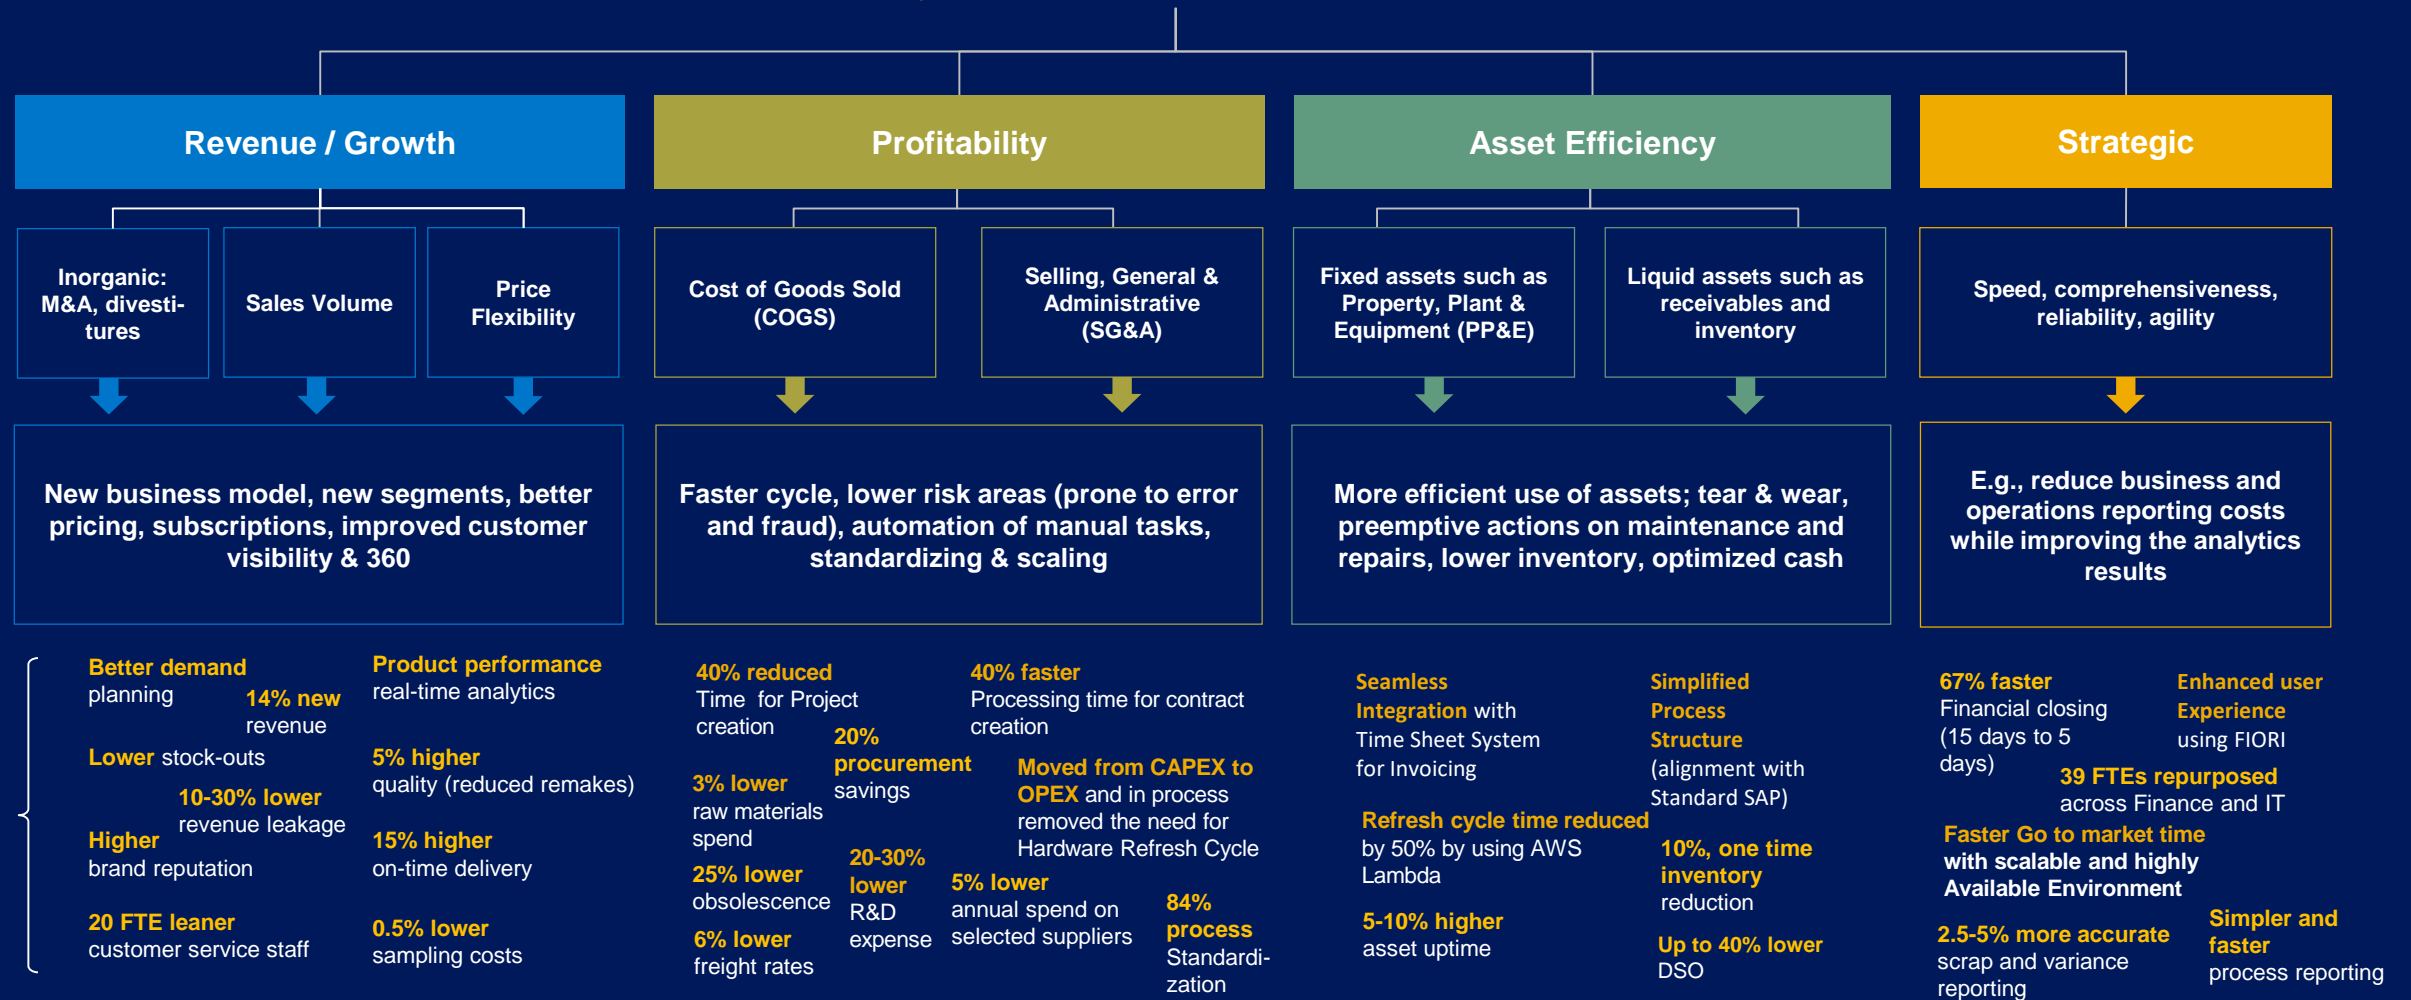 Revenue / Growth
Profitability
Asset Efficiency
Strategic
Inorganic:
M&A, divesti-
tures
Sales Volume
Price
Flexibility
Cost of Goods Sold
(COGS)
Selling, General &
Administrative
(SG&A)
Fixed assets such as
Property, Plant &
Equipment (PP&E)
Liquid assets such as
receivables and
inventory
Speed, comprehensiveness,
reliability, agility
New business model, new segments, better
pricing, subscriptions, improved customer
visibility & 360
Faster cycle, lower risk areas (prone to error
and fraud), automation of manual tasks,
standardizing & scaling
More efficient use of assets; tear & wear,
preemptive actions on maintenance and
repairs, lower inventory, optimized cash
E.g., reduce business and
operations reporting costs
while improving the analytics
results
Better demand
planning
14% new
revenue
Lower stock-outs
10-30% lower
revenue leakage
Higher
brand reputation
20 FTE leaner
customer service staff
Product performance
real-time analytics
5% higher
quality (reduced remakes)
15% higher
on-time delivery
0.5% lower
sampling costs
40% reduced
Time for Project
creation
40% faster
Processing time for contract
creation
20%
procurement
savings
3% lower
raw materials
spend
Moved from CAPEX to
OPEX and in process
removed the need for
Hardware Refresh Cycle
25% lower
obsolescence
20-30%
lower
R&D
expense
5% lower
annual spend on
selected suppliers
84%
process
Standardi-
zation
6% lower
freight rates
Seamless
Integration with
Time Sheet System
for Invoicing
Simplified
Process
Structure
(alignment with
Standard SAP)
Refresh cycle time reduced
by 50% by using AWS
Lambda
10%, one time
inventory
reduction
5-10% higher
asset uptime
Up to 40% lower
DSO
67% faster
Financial closing
(15 days to 5
days)
Enhanced user
Experience
using FIORI
39 FTEs repurposed
across Finance and IT
Faster Go to market time
with scalable and highly
Available Environment
2.5-5% more accurate
scrap and variance
reporting
Simpler and
faster
process reporting